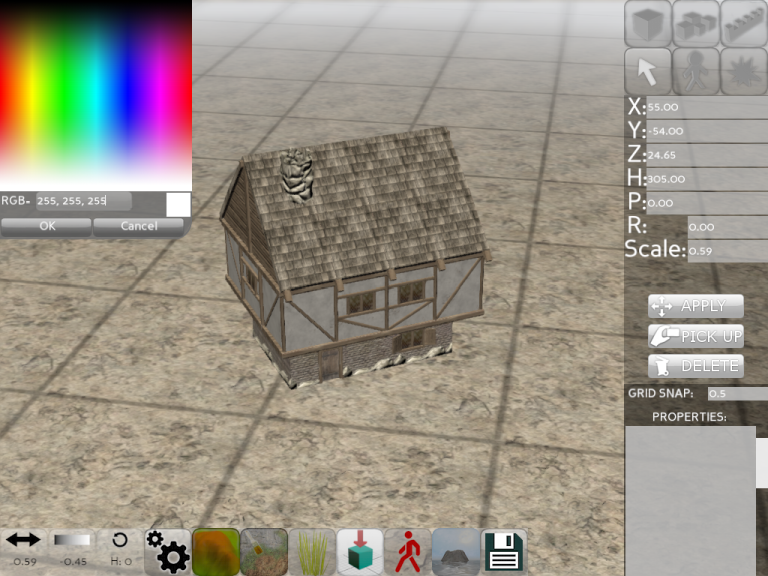 RGB- 255, 255, 255
OK Cancel
X: 55.00
Y: -54.00
Z: 24.65
H: 305.00
P: 0.00
R: 0.00
Scale: 0.59
APPLY
PICK UP
DELETE
GRID SNAP: 0.5
PROPERTIES:
0.59 -0.45 H: 0